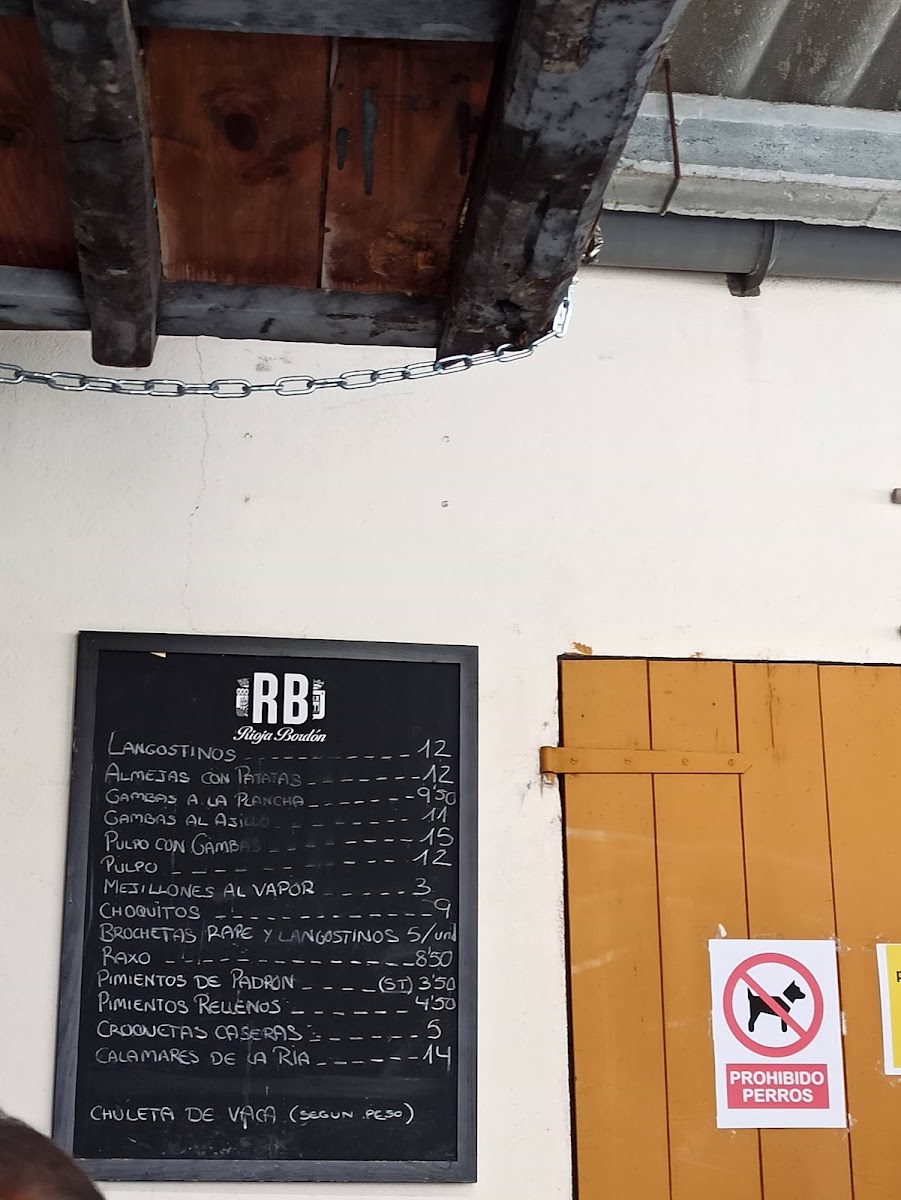 RB
Rioja Bordón
LANGOSTINOS ------------ 12
ALMEJAS CON PATATAS -------- 12
GAMBAS A LA PLANCHA -------- 9'50
GAMBAS AL AJILLO -------- 11
PULPO CON GAMBAS -------- 15
PULPO ------------ 12
MEJILLONES AL VAPOR ------ 3
CHOQUITOS ------------ 9
BROCHETAS RAPE Y LANGOSTINOS 5/und
RAXO ------------ 8'50
PIMIENTOS DE PADRON ---- (ST) 3'50
PIMIENTOS RELLENOS ------ 4'50
CROQUETAS CASERAS ------ 5
CALAMARES DE LA RIA ------ 14
CHULETA DE VACA (SEGUN PESO)
PROHIBIDO
PERROS